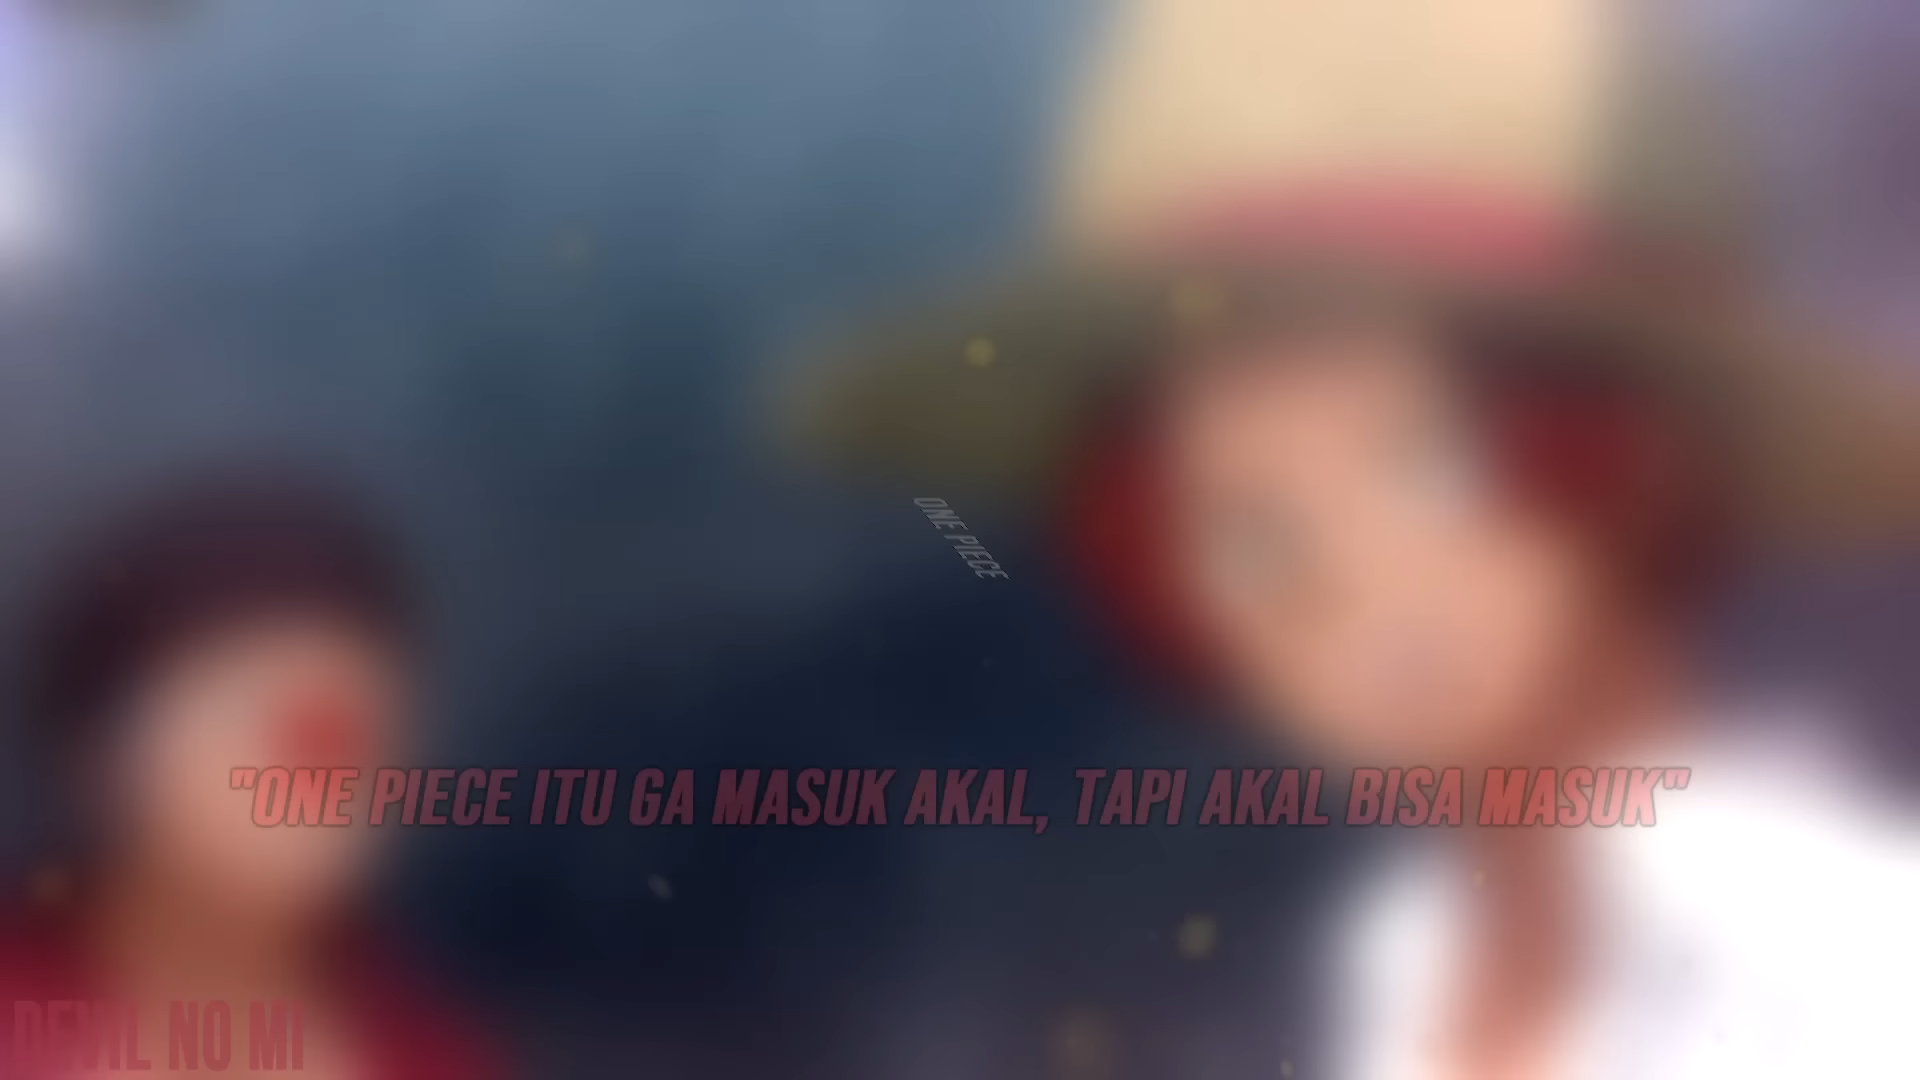 ONE PIECE
"ONE PIECE ITU GA MASUK AKAL, TAPI AKAL BISA MASUK"
DEVIL NO MI